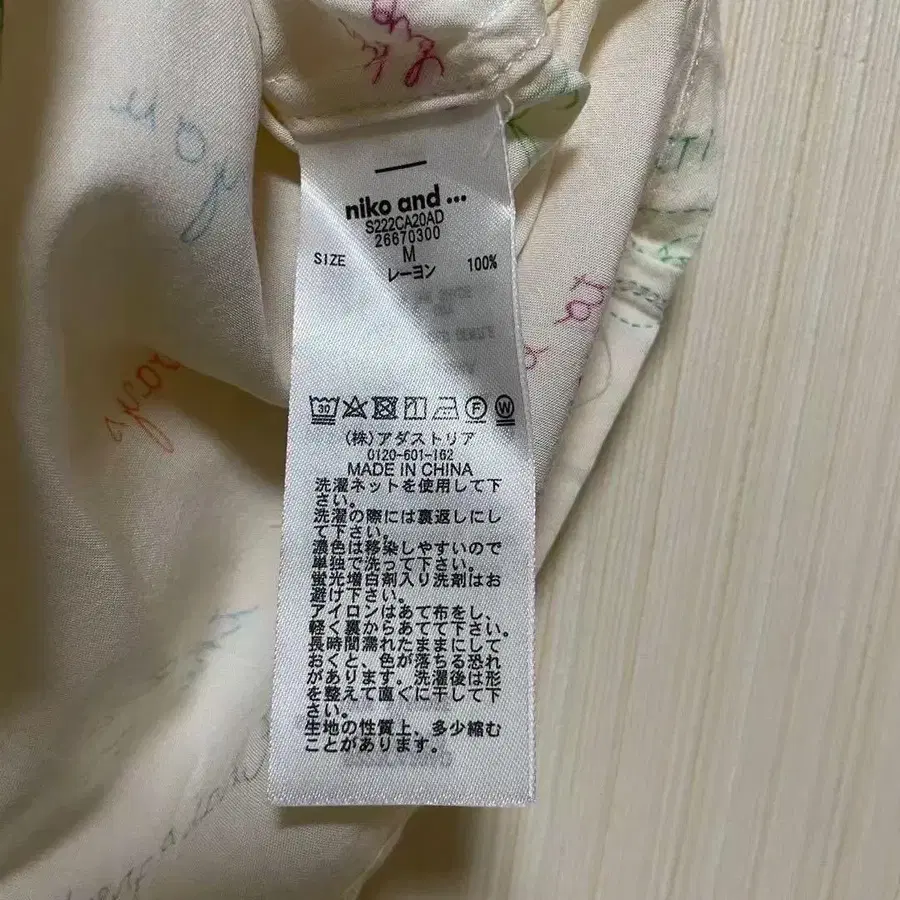 niko and ...
S222CA20AD
26670300
SIZE M
レーヨン 100%
30
F W
(株)アダストリア
0120-601-162
MADE IN CHINA
洗濯ネットを使用して下
さい。
洗濯の際には裏返しにし
て下さい。
濃色は移染しやすいので
単独で洗って下さい。
蛍光増白剤入り洗剤はお
避け下さい。
アイロンはあて布をし、
軽く裏からあてて下さい。
長時間濡れたままにして
おくと、色が落ちる恐れ
があります。洗濯後は形
を整えて直ぐに干して下
さい。
生地の性質上、多少縮む
ことがあります。